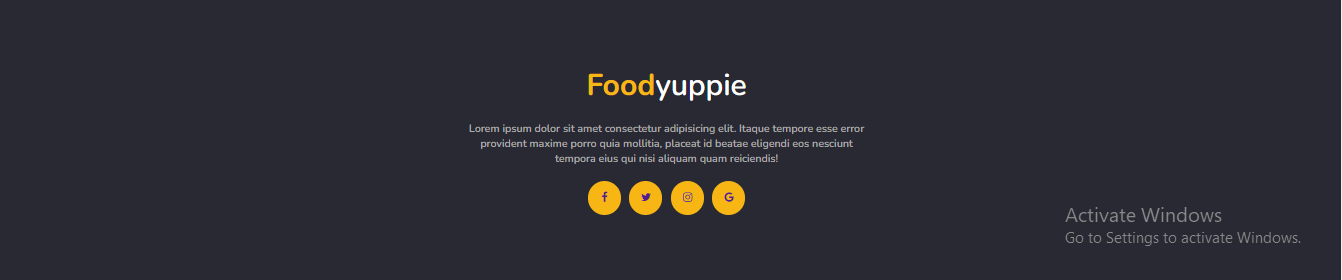 Foodyuppie
Lorem ipsum dolor sit amet consectetur adipisicing elit. Itaque tempore esse error
provident maxime porro quia mollitia, placeat id beatae eligendi eos nesciunt
tempora eius qui nisi aliquam quam reiciendis!
Activate Windows
Go to Settings to activate Windows.